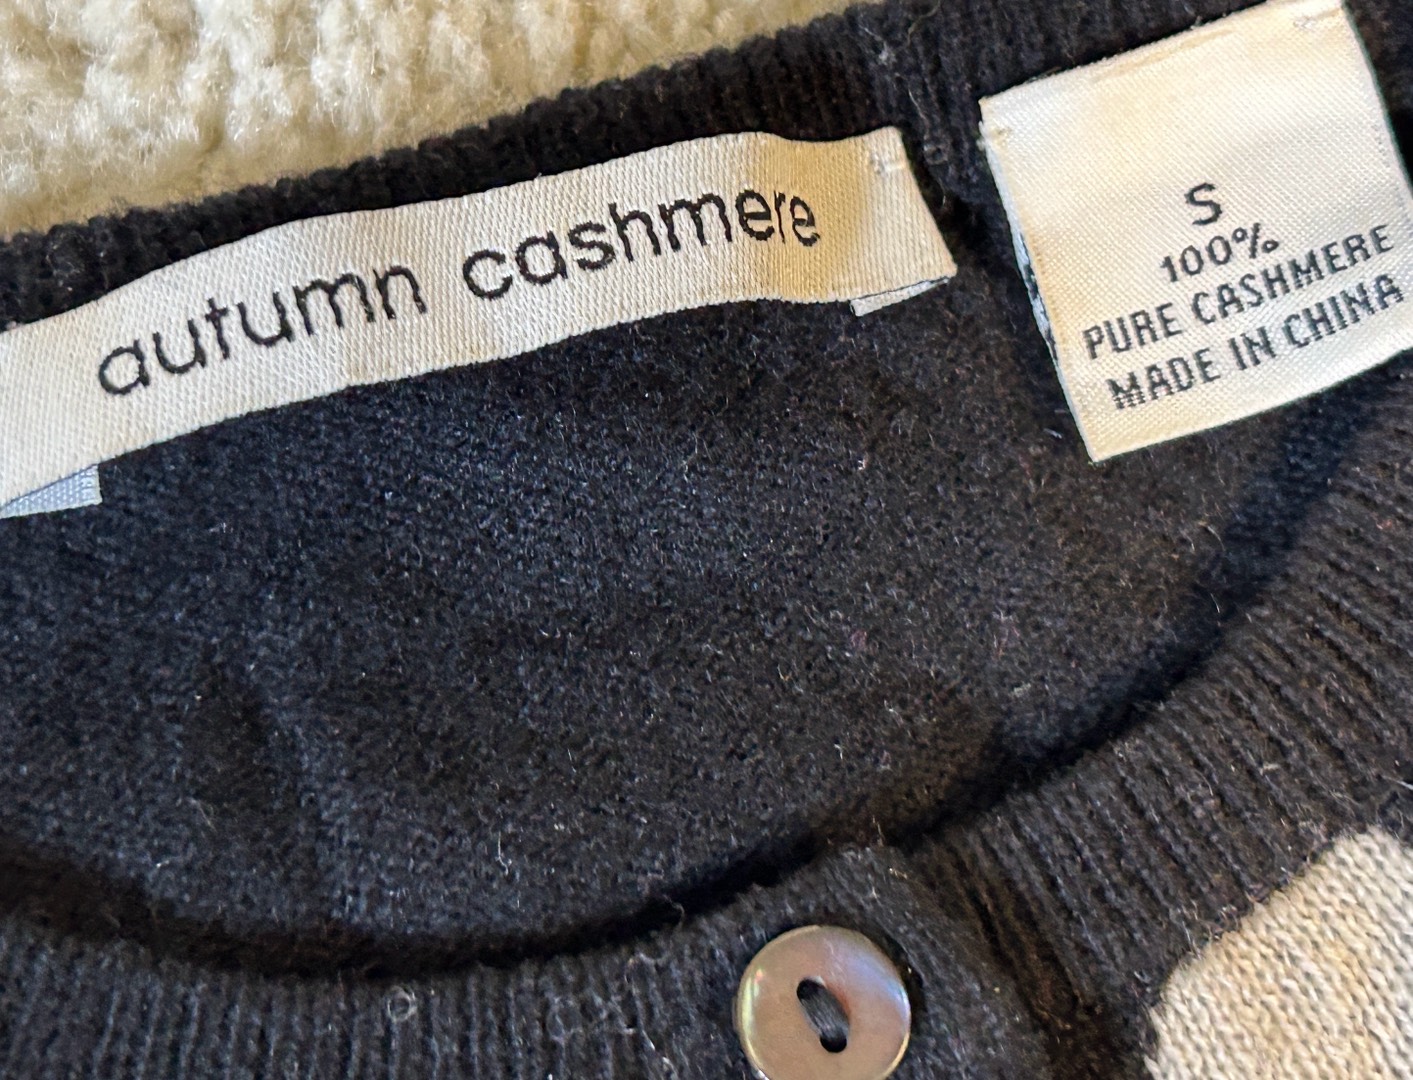 autumn cashmere
S
100%
PURE CASHMERE
MADE IN CHINA